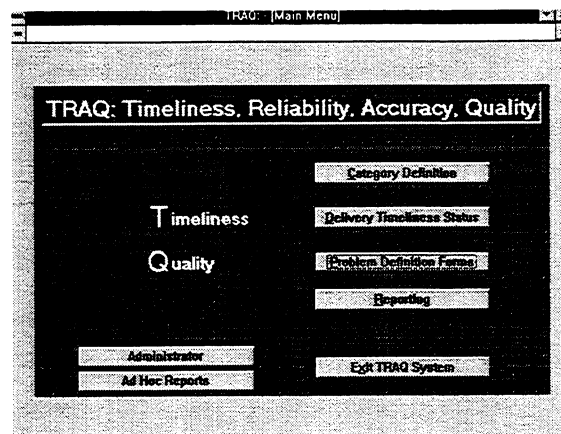 TRAQ: - [Main Menu]
TRAQ: Timeliness, Reliability, Accuracy, Quality
Category Definition
Timeliness
Delivery Timeliness Status
Quality
Problem Definition Forms
Reporting
Administrator
Exit TRAQ System
Ad Hoc Reports